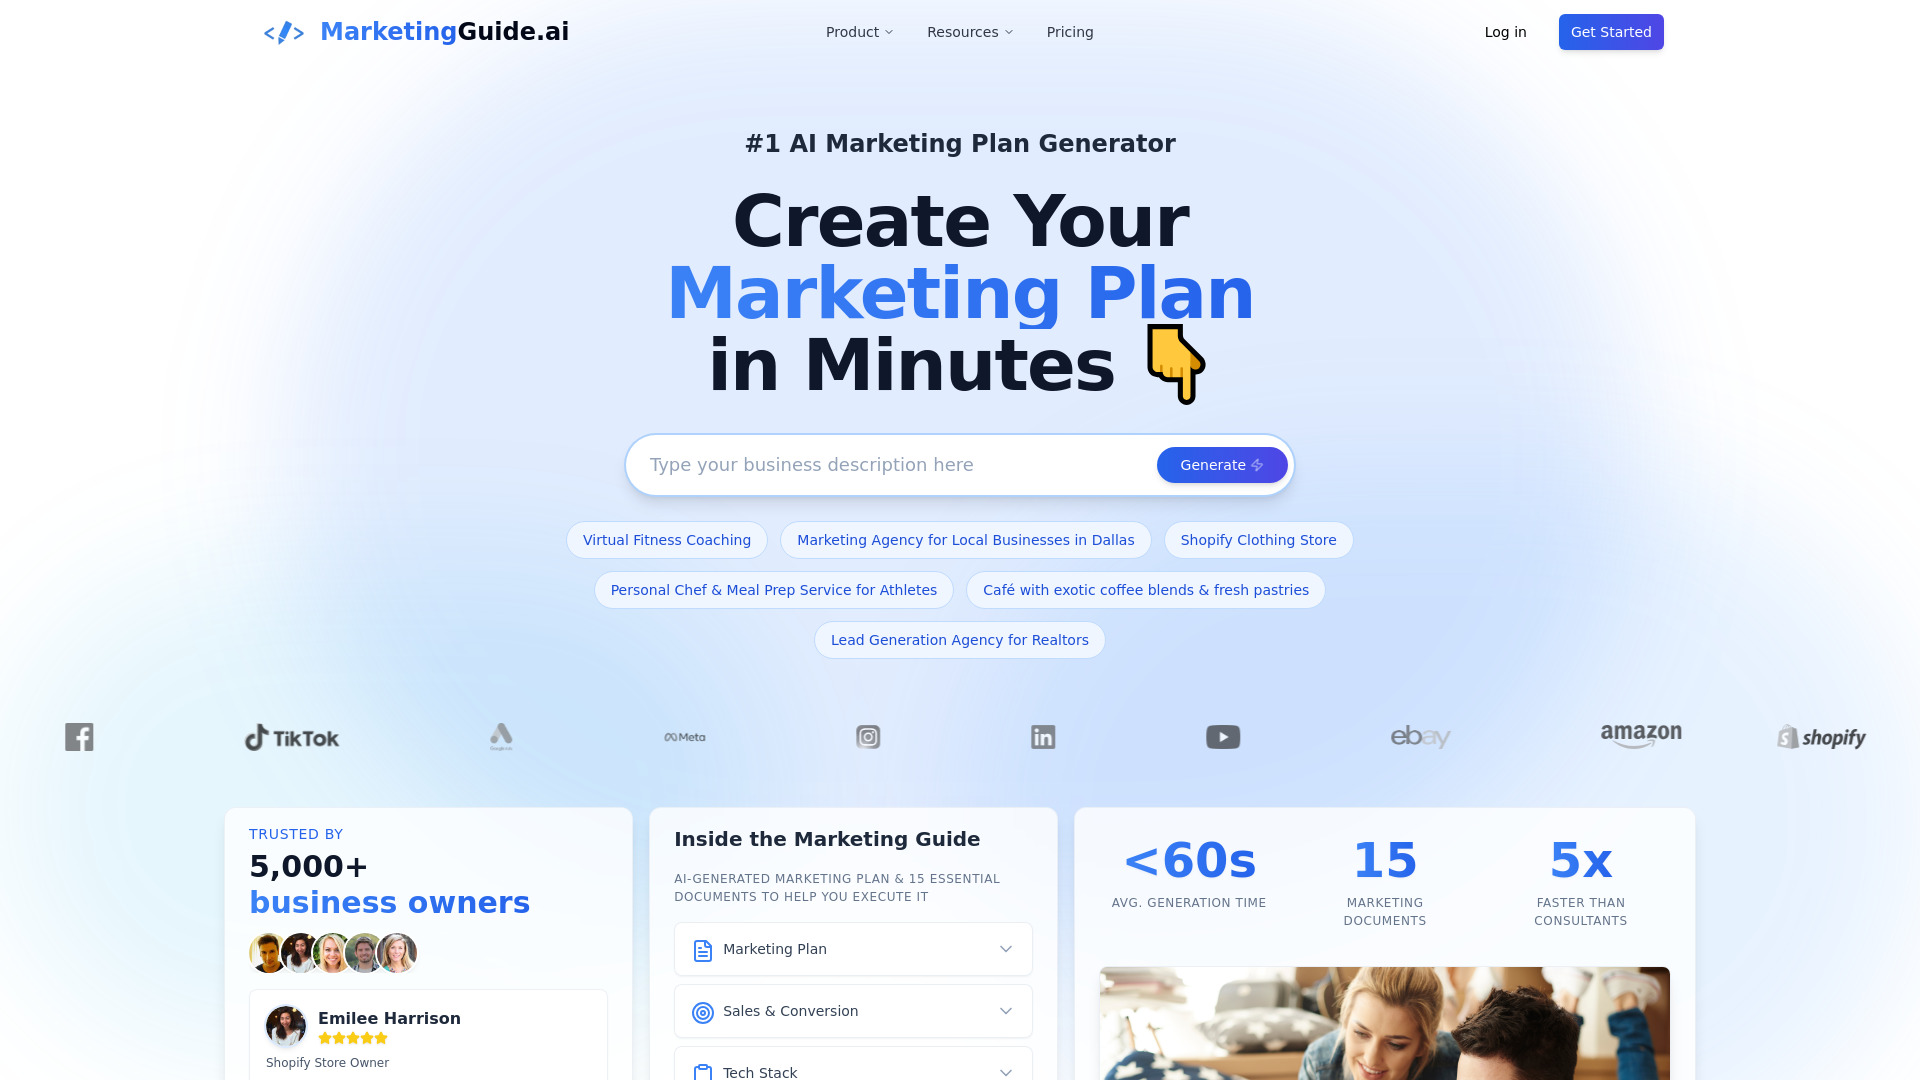 MarketingGuide.ai
Product
Resources
Pricing
Log in
Get Started
#1 AI Marketing Plan Generator
Create Your
Marketing Plan
in Minutes 👇
Type your business description here
Generate
Virtual Fitness Coaching
Marketing Agency for Local Businesses in Dallas
Shopify Clothing Store
Personal Chef & Meal Prep Service for Athletes
Café with exotic coffee blends & fresh pastries
Lead Generation Agency for Realtors
TikTok
Google Ads
Meta
ebay
amazon
shopify
TRUSTED BY
5,000+
business owners
Emilee Harrison
Shopify Store Owner
Inside the Marketing Guide
AI-GENERATED MARKETING PLAN & 15 ESSENTIAL
DOCUMENTS TO HELP YOU EXECUTE IT
Marketing Plan
Sales & Conversion
Tech Stack
<60s
AVG. GENERATION TIME
15
MARKETING
DOCUMENTS
5x
FASTER THAN
CONSULTANTS